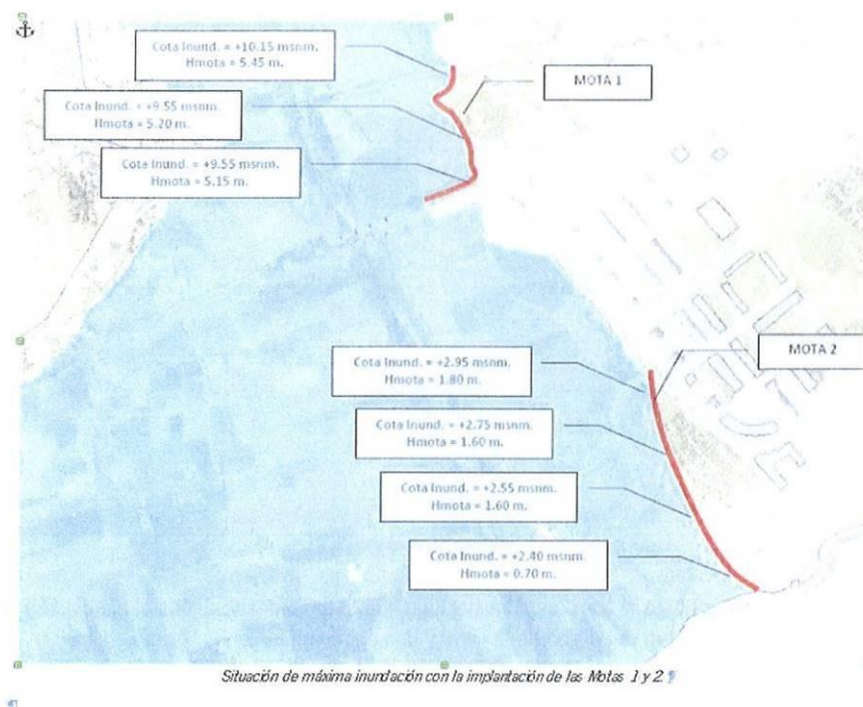 Cota Inund. = +10.15 msnm.
Hmota = 5.45 m.
MOTA 1
Cota Inund. = +9.55 msnm.
Hmota = 5.20 m.
Cota Inund. = +9.55 msnm.
Hmota = 5.15 m.
Cota Inund. = +2.95 msnm.
Hmota = 1.80 m.
MOTA 2
Cota Inund. = +2.75 msnm.
Hmota = 1.60 m.
Cota Inund. = +2.55 msnm.
Hmota = 1.60 m.
Cota Inund. = +2.40 msnm.
Hmota = 0.70 m.
Situación de máxima inundación con la implantación de las Motas 1 y 2. ¶
¶